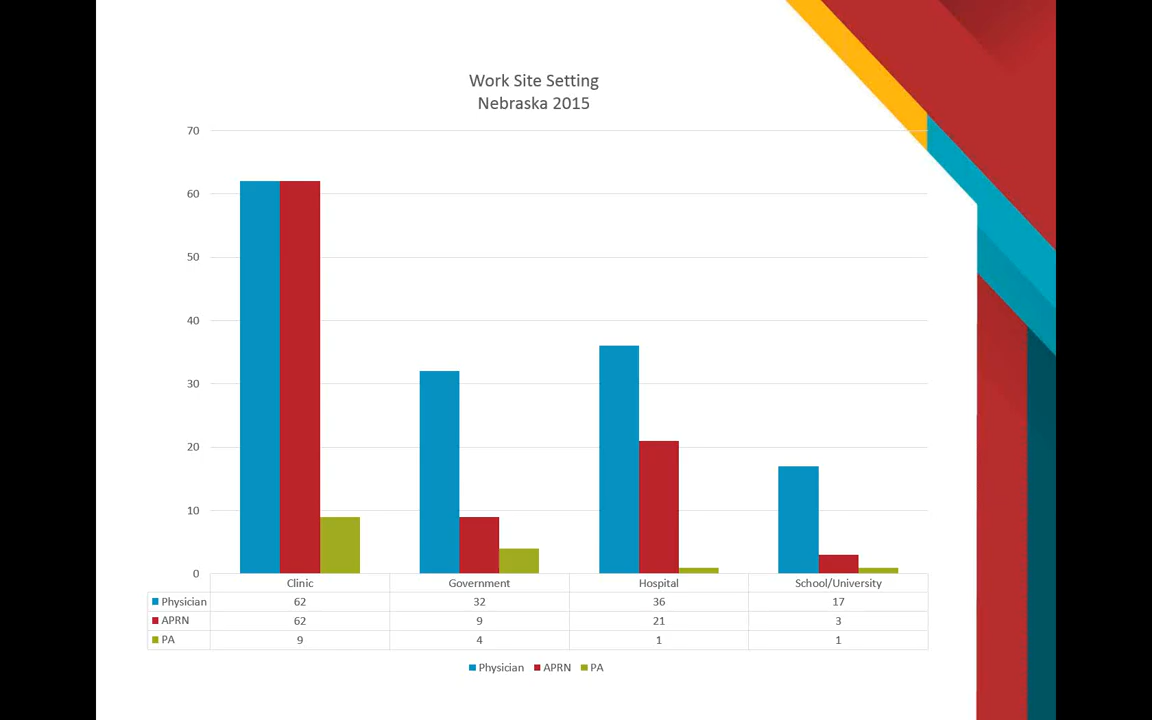 Work Site Setting
Nebraska 2015
70
60
50
40
30
20
10
0
Clinic Government Hospital School/University
Physician 62 32 36 17
APRN 62 9 21 3
PA 9 4 1 1
Physician APRN PA